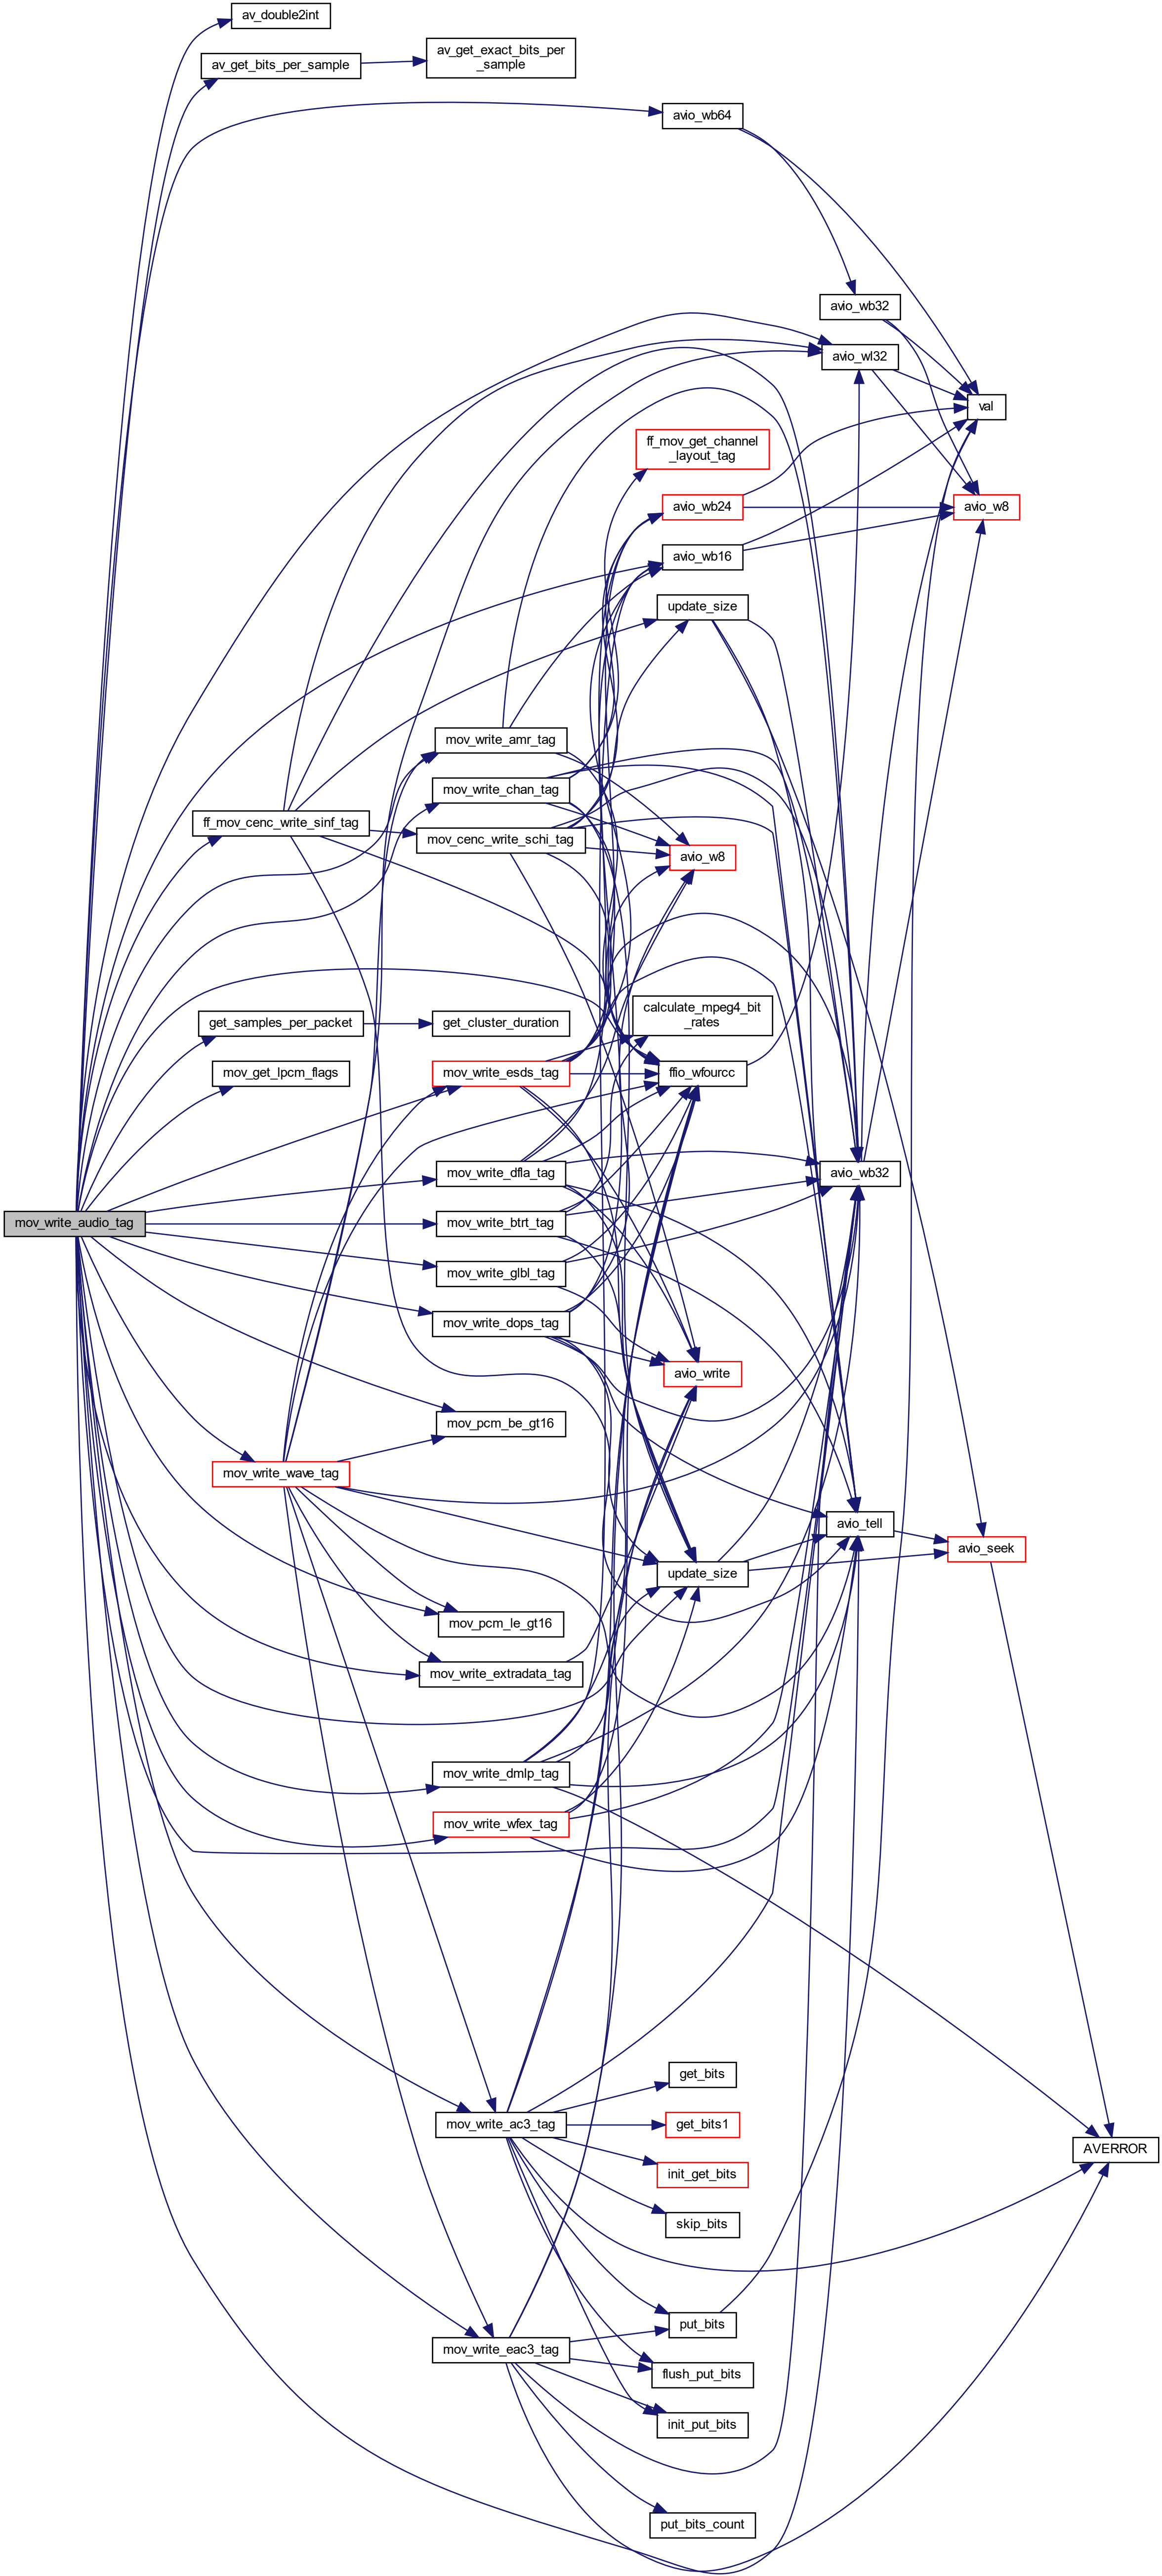 av_double2int
av_get_bits_per_sample
av_get_exact_bits_per
_sample
avio_wb64
avio_wb32
avio_wl32
val
ff_mov_get_channel
_layout_tag
avio_wb24
avio_w8
avio_wb16
update_size
mov_write_amr_tag
mov_write_chan_tag
ff_mov_cenc_write_sinf_tag
mov_cenc_write_schi_tag
avio_w8
calculate_mpeg4_bit
_rates
get_samples_per_packet
get_cluster_duration
mov_get_lpcm_flags
mov_write_esds_tag
ffio_wfourcc
mov_write_dfla_tag
avio_wb32
mov_write_audio_tag
mov_write_btrt_tag
mov_write_glbl_tag
mov_write_dops_tag
avio_write
mov_pcm_be_gt16
mov_write_wave_tag
avio_tell
avio_seek
update_size
mov_pcm_le_gt16
mov_write_extradata_tag
mov_write_dmlp_tag
mov_write_wfex_tag
get_bits
mov_write_ac3_tag
get_bits1
AVERROR
init_get_bits
skip_bits
put_bits
mov_write_eac3_tag
flush_put_bits
init_put_bits
put_bits_count